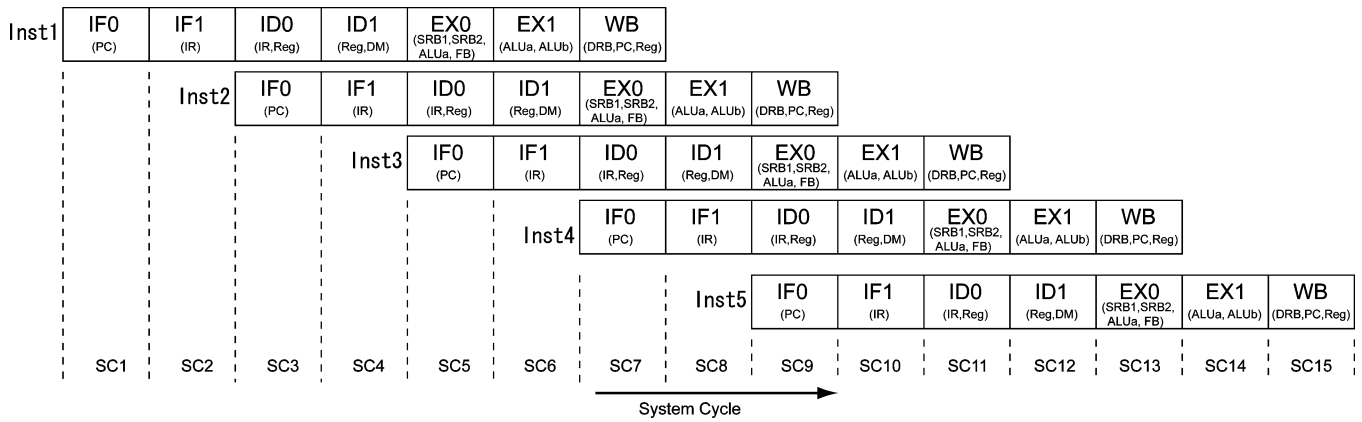 Inst1 IF0 IF1 ID0 ID1 EX0 EX1 WB
(PC) (IR) (IR,Reg) (Reg,DM) (SRB1,SRB2, (ALUa, ALUb) (DRB,PC,Reg)
ALUa, FB)
Inst2 IF0 IF1 ID0 ID1 EX0 EX1 WB
(PC) (IR) (IR,Reg) (Reg,DM) (SRB1,SRB2, (ALUa, ALUb) (DRB,PC,Reg)
ALUa, FB)
Inst3 IF0 IF1 ID0 ID1 EX0 EX1 WB
(PC) (IR) (IR,Reg) (Reg,DM) (SRB1,SRB2, (ALUa, ALUb) (DRB,PC,Reg)
ALUa, FB)
Inst4 IF0 IF1 ID0 ID1 EX0 EX1 WB
(PC) (IR) (IR,Reg) (Reg,DM) (SRB1,SRB2, (ALUa, ALUb) (DRB,PC,Reg)
ALUa, FB)
Inst5 IF0 IF1 ID0 ID1 EX0 EX1 WB
(PC) (IR) (IR,Reg) (Reg,DM) (SRB1,SRB2, (ALUa, ALUb) (DRB,PC,Reg)
ALUa, FB)
SC1 SC2 SC3 SC4 SC5 SC6 SC7 SC8 SC9 SC10 SC11 SC12 SC13 SC14 SC15
System Cycle